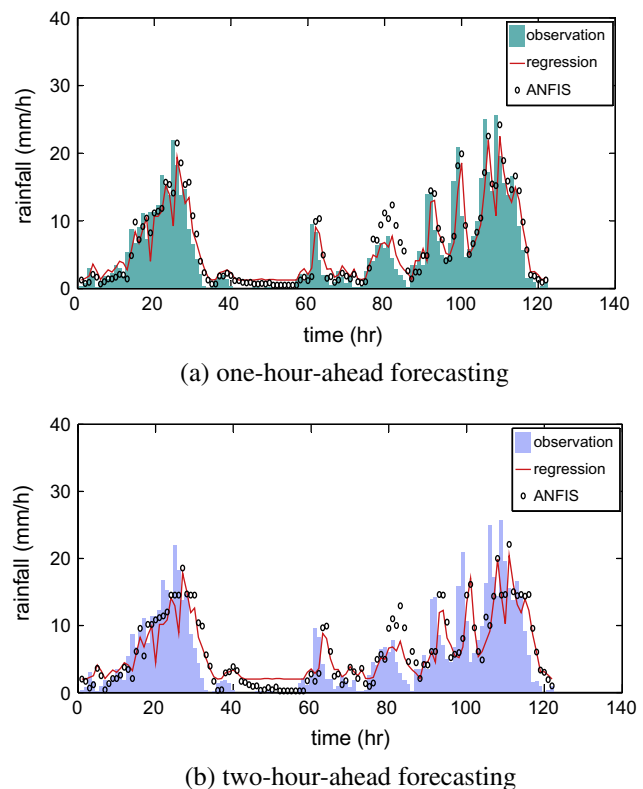 40
30
20
10
0
rainfall (mm/h)
observation
regression
ANFIS
0 20 40 60 80 100 120 140
time (hr)
(a) one-hour-ahead forecasting
40
30
20
10
0
rainfall (mm/h)
observation
regression
ANFIS
0 20 40 60 80 100 120 140
time (hr)
(b) two-hour-ahead forecasting